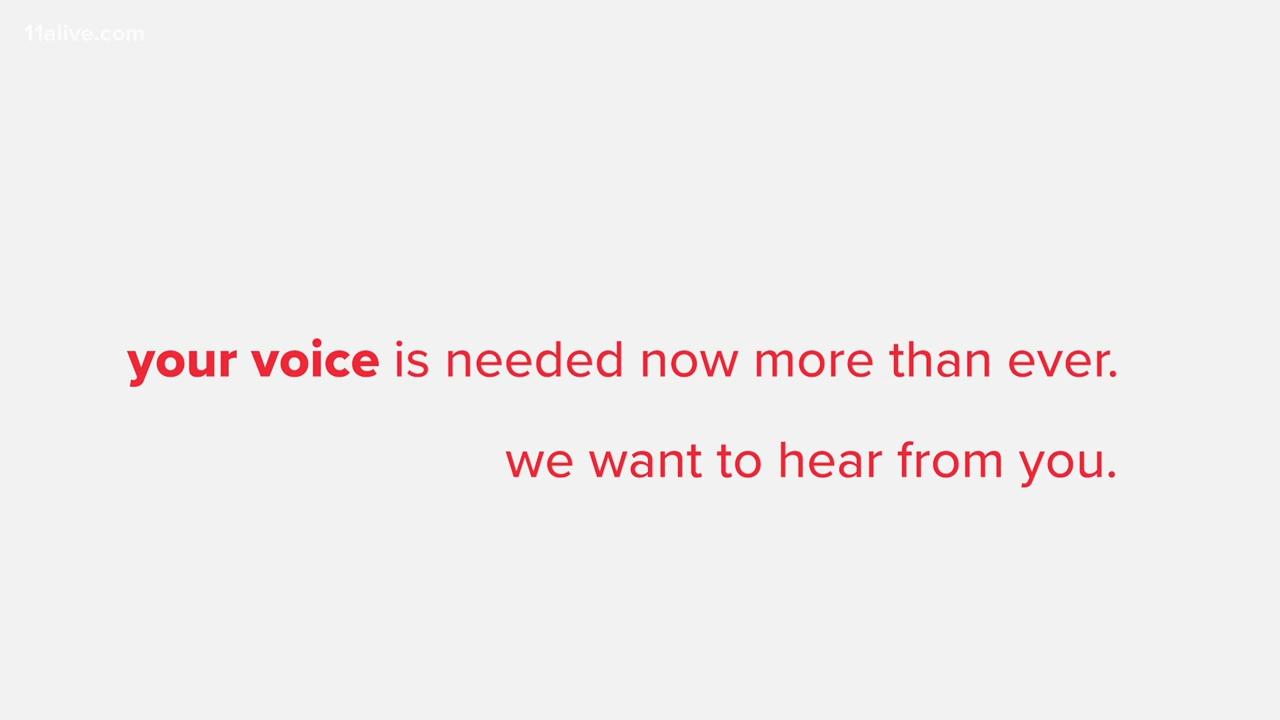 11alive.com
your voice is needed now more than ever.
we want to hear from you.